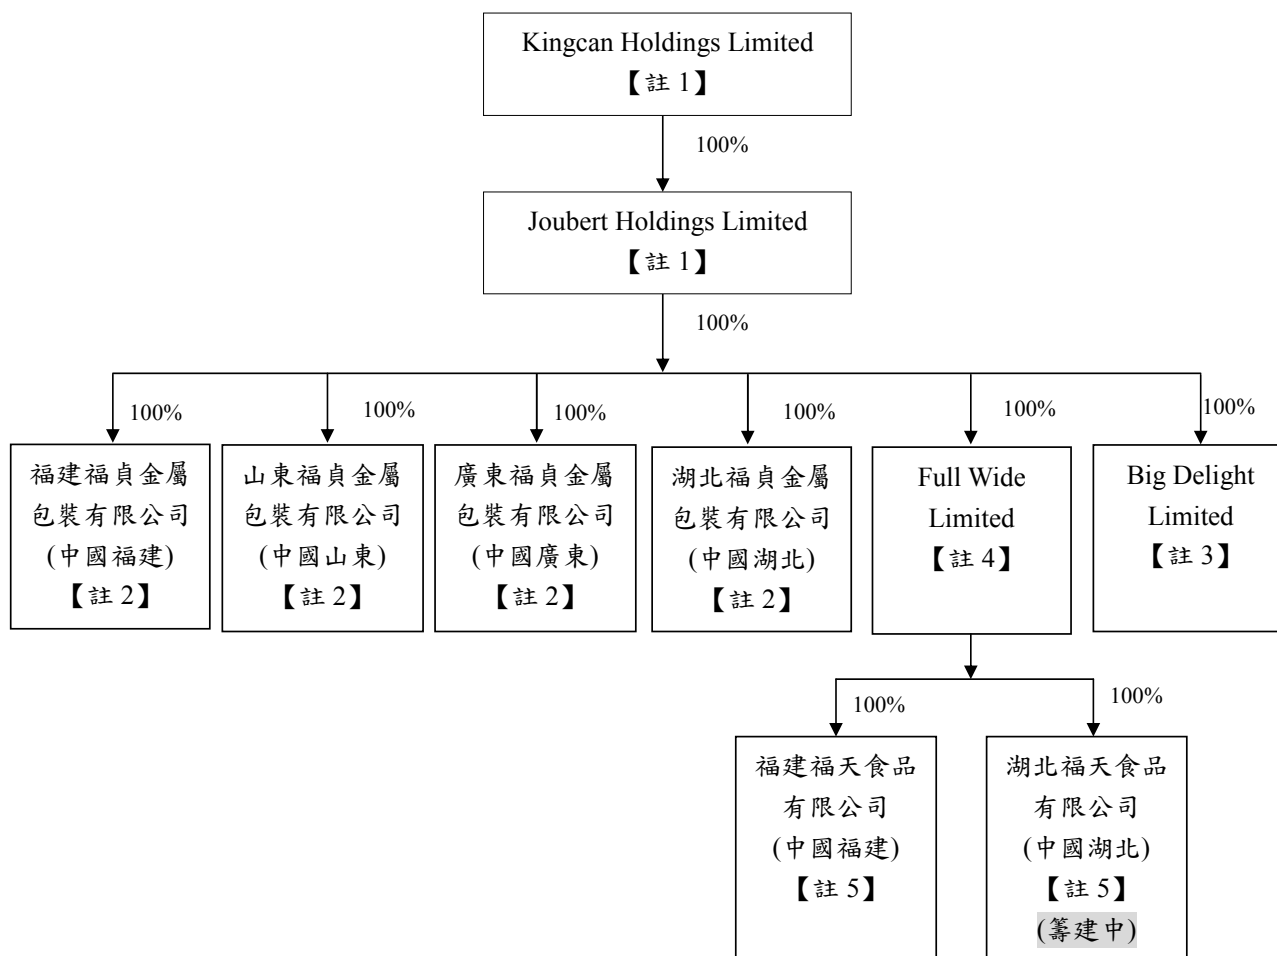 Kingcan Holdings Limited
【註 1】
100%
Joubert Holdings Limited
【註 1】
100%
100%
100%
100%
100%
100%
100%
福建福貞金屬
包裝有限公司
(中國福建)
【註 2】
山東福貞金屬
包裝有限公司
(中國山東)
【註 2】
廣東福貞金屬
包裝有限公司
(中國廣東)
【註 2】
湖北福貞金屬
包裝有限公司
(中國湖北)
【註 2】
Full Wide
Limited
【註 4】
Big Delight
Limited
【註 3】
100%
100%
福建福天食品
有限公司
(中國福建)
【註 5】
湖北福天食品
有限公司
(中國湖北)
【註 5】
(籌建中)